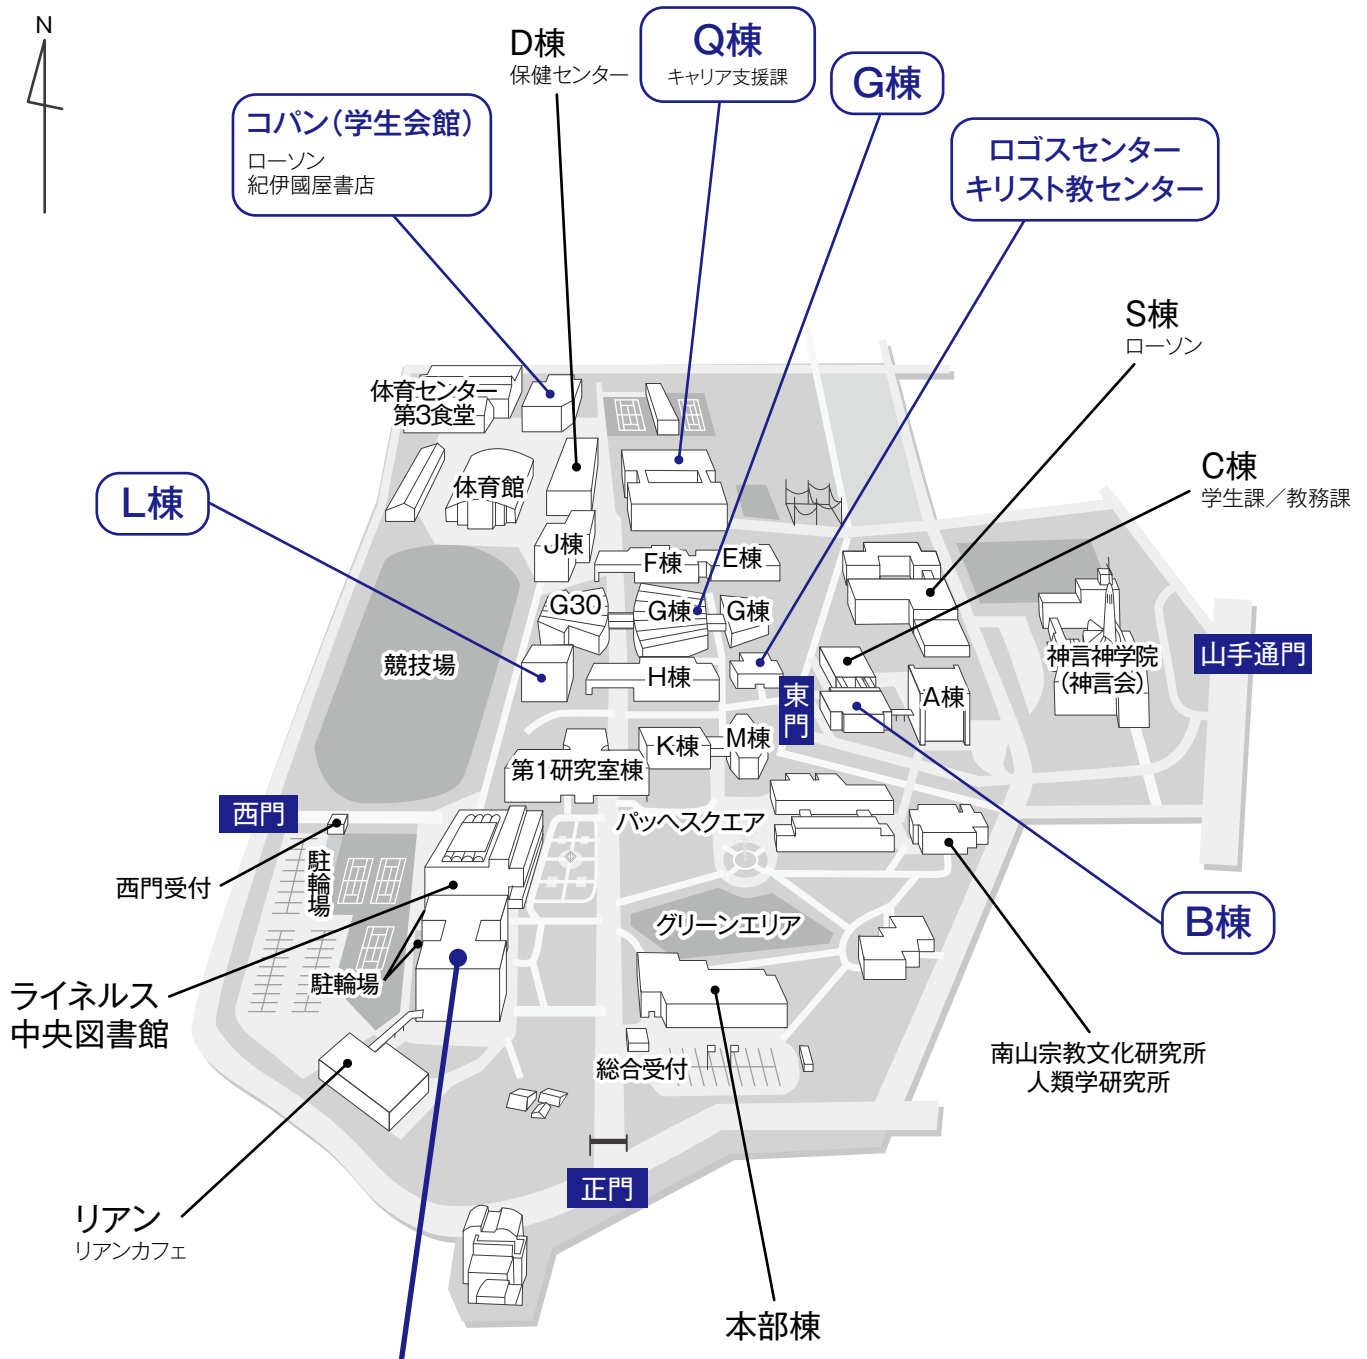 N
D棟
保健センター
Q棟
キャリア支援課
G棟
コパン（学生会館）
ローソン
紀伊國屋書店
ロゴスセンター
キリスト教センター
S棟
ローソン
体育センター
第3食堂
C棟
学生課／教務課
L棟
体育館
J棟
F棟
E棟
G30
G棟
G棟
競技場
H棟
神言神学院
（神言会）
山手通門
東門
A棟
K棟
M棟
第1研究室棟
西門
パッヘスクエア
西門受付
駐輪場
グリーンエリア
B棟
駐輪場
ライネルス
中央図書館
総合受付
南山宗教文化研究所
人類学研究所
正門
リアン
リアンカフェ
本部棟